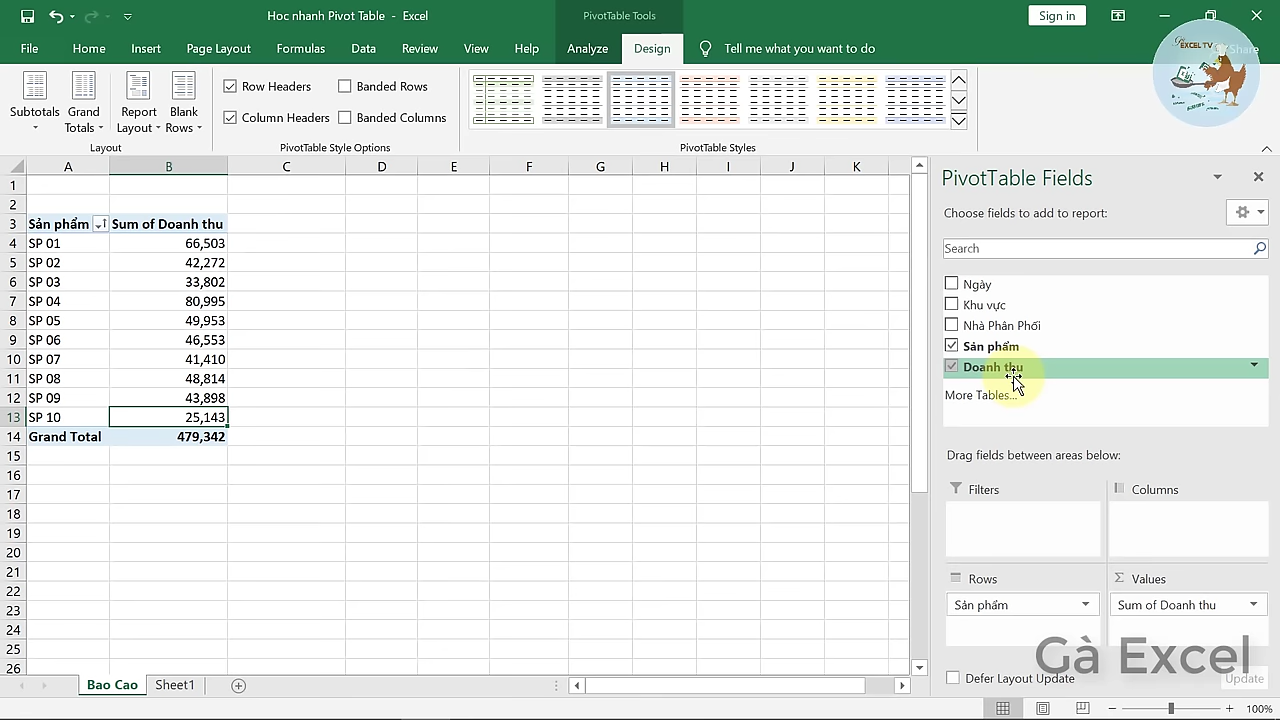 Hoc nhanh Pivot Table - Excel
PivotTable Tools
Sign in
File Home Insert Page Layout Formulas Data Review View Help Analyze Design Tell me what you want to do Share
EXCEL TV
Subtotals
Grand Totals
Report Layout
Blank Rows
Row Headers
Banded Rows
Column Headers
Banded Columns
Layout
PivotTable Style Options
PivotTable Styles
A B C D E F G H I J K
1
2
3 Sản phẩm Sum of Doanh thu
4 SP 01 66,503
5 SP 02 42,272
6 SP 03 33,802
7 SP 04 80,995
8 SP 05 49,953
9 SP 06 46,553
10 SP 07 41,410
11 SP 08 48,814
12 SP 09 43,898
13 SP 10 25,143
14 Grand Total 479,342
15
16
17
18
19
20
21
22
23
24
25
26
PivotTable Fields
Choose fields to add to report:
Search
Ngày
Khu vực
Nhà Phân Phối
Sản phẩm
Doanh thu
More Tables...
Drag fields between areas below:
Filters
Columns
Rows
Σ Values
Sản phẩm
Sum of Doanh thu
Gà Excel
Defer Layout Update
Update
Bao Cao Sheet1
100%